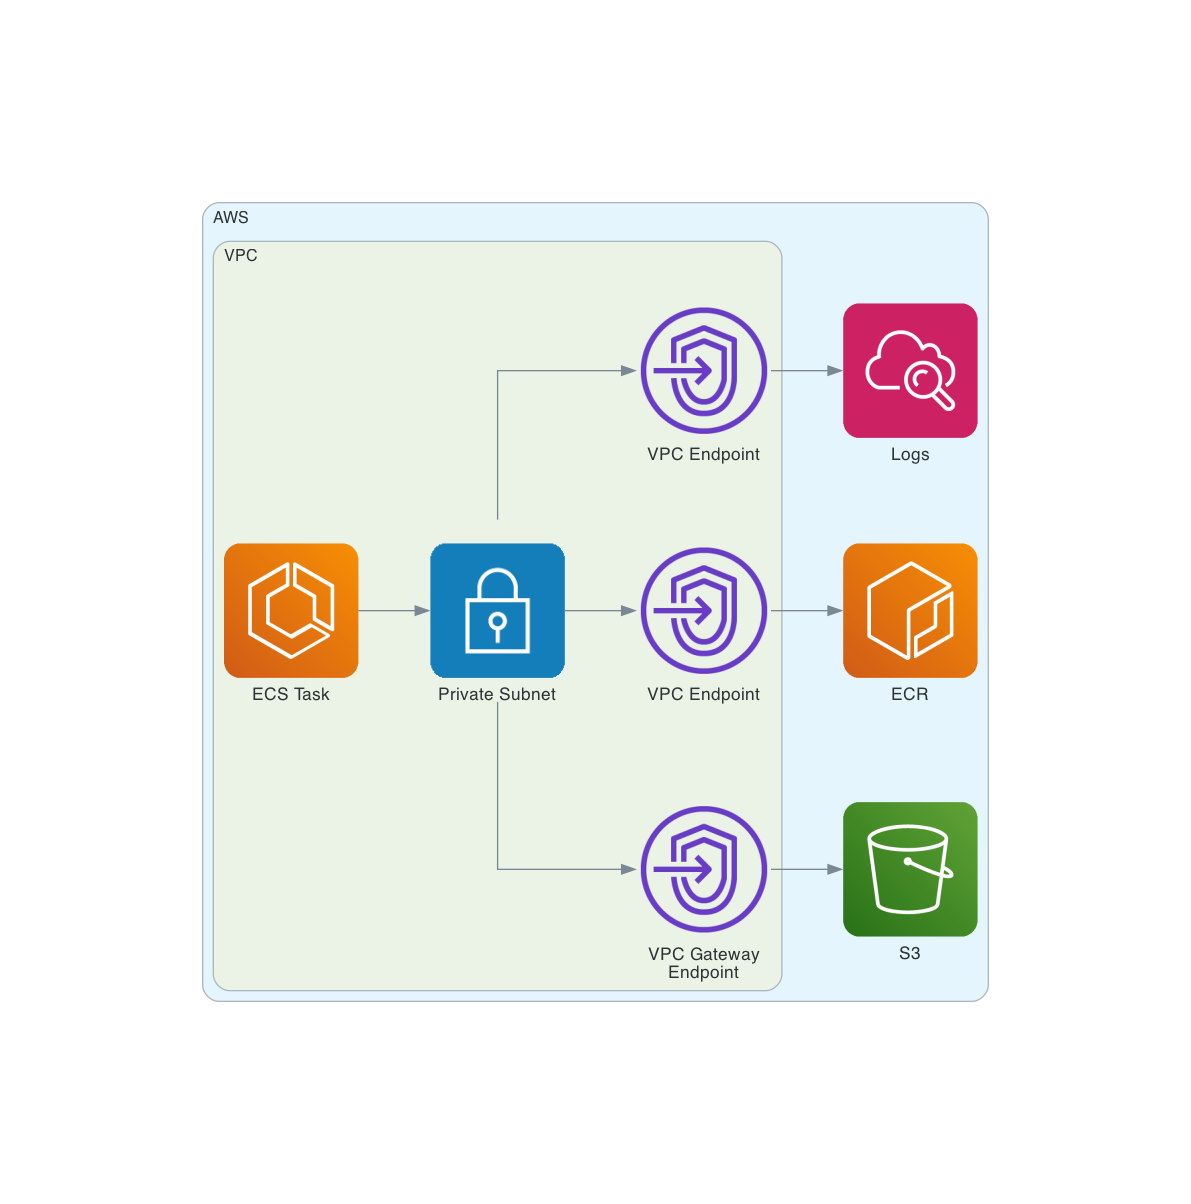 AWS
VPC
VPC Endpoint
Logs
ECS Task
Private Subnet
VPC Endpoint
ECR
VPC Gateway
Endpoint
S3